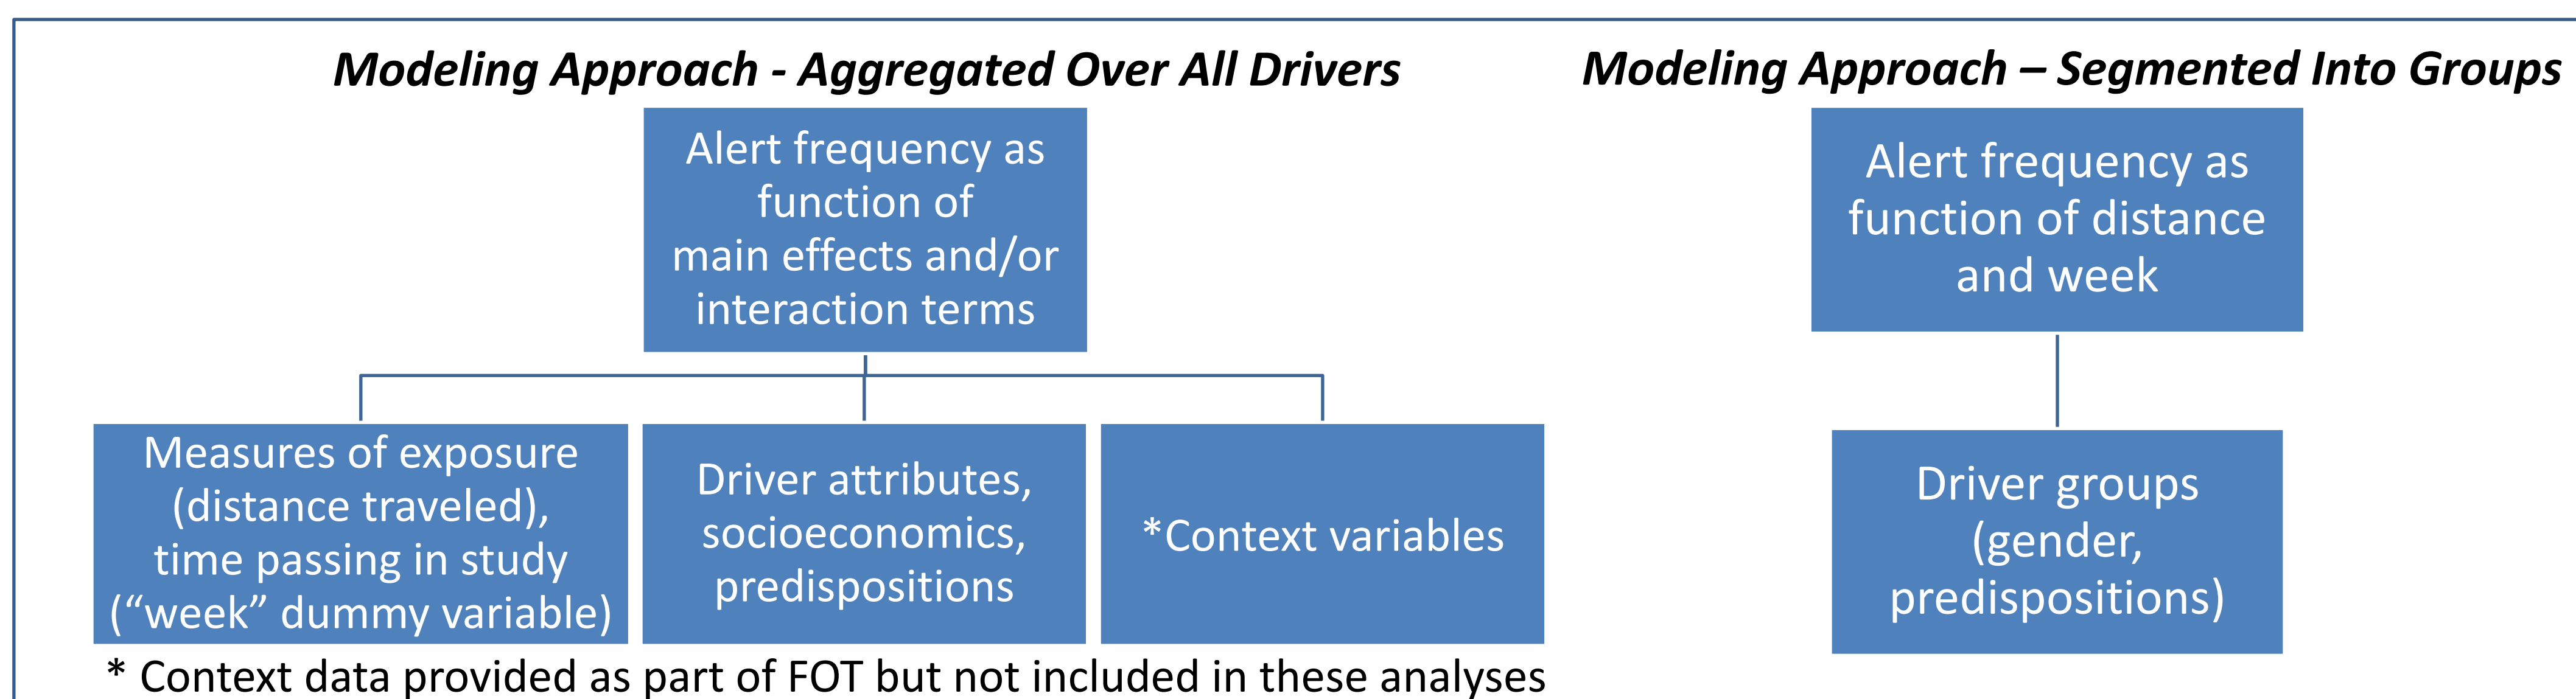 Modeling Approach - Aggregated Over All Drivers
Alert frequency as
function of
main effects and/or
interaction terms
Measures of exposure
(distance traveled),
time passing in study
(“week” dummy variable)
Driver attributes,
socioeconomics,
predispositions
*Context variables
* Context data provided as part of FOT but not included in these analyses
Modeling Approach – Segmented Into Groups
Alert frequency as
function of distance
and week
Driver groups
(gender,
predispositions)